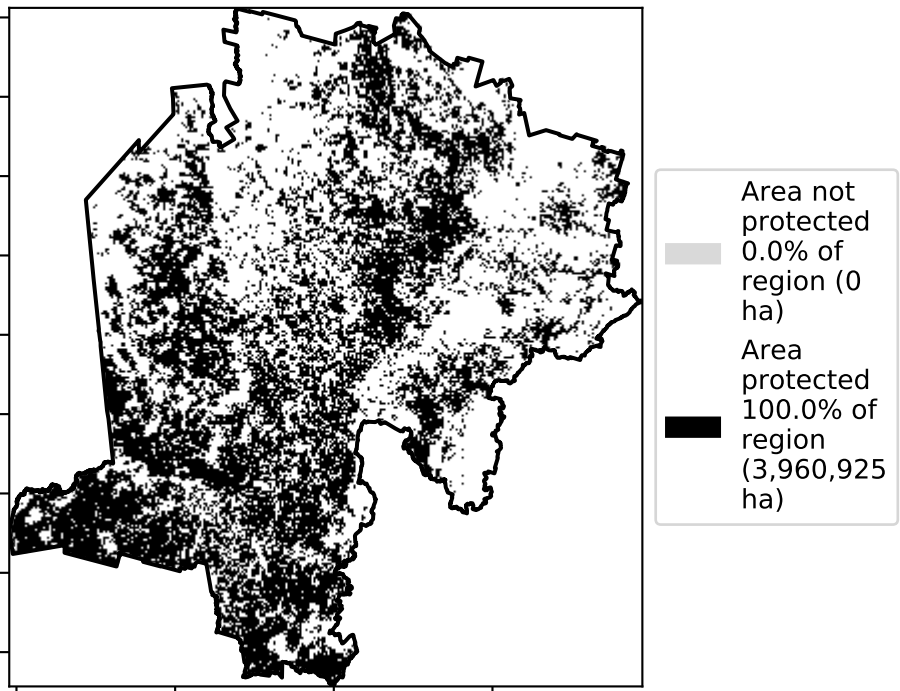 Area not
protected
0.0% of
region (0
ha)
Area
protected
100.0% of
region
(3,960,925
ha)